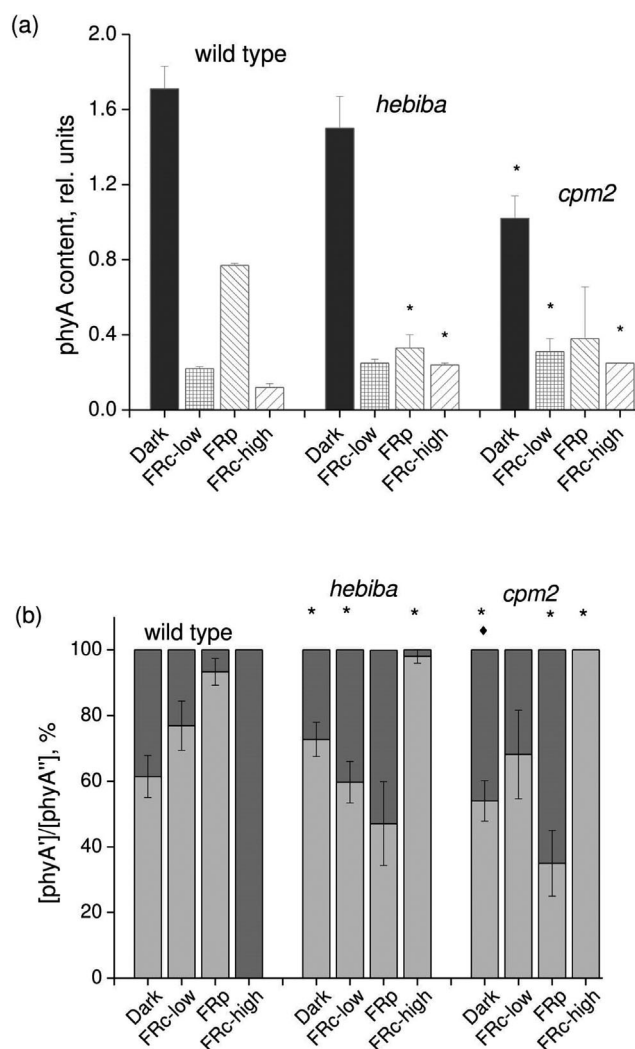 (a)
2.0
wild type
hebiba
1.6
*
cpm2
1.2
0.8
*
*
*
*
0.4
0.0
phyA content, rel. units
Dark
FRc-low
FRp
FRc-high
Dark
FRc-low
FRp
FRc-high
Dark
FRc-low
FRp
FRc-high
(b)
hebiba
cpm2
* * * * * *
wild type
♦
100
80
60
40
20
0
[phyA']/[phyA''], %
Dark
FRc-low
FRp
FRc-high
Dark
FRc-low
FRp
FRc-high
Dark
FRc-low
FRp
FRc-high